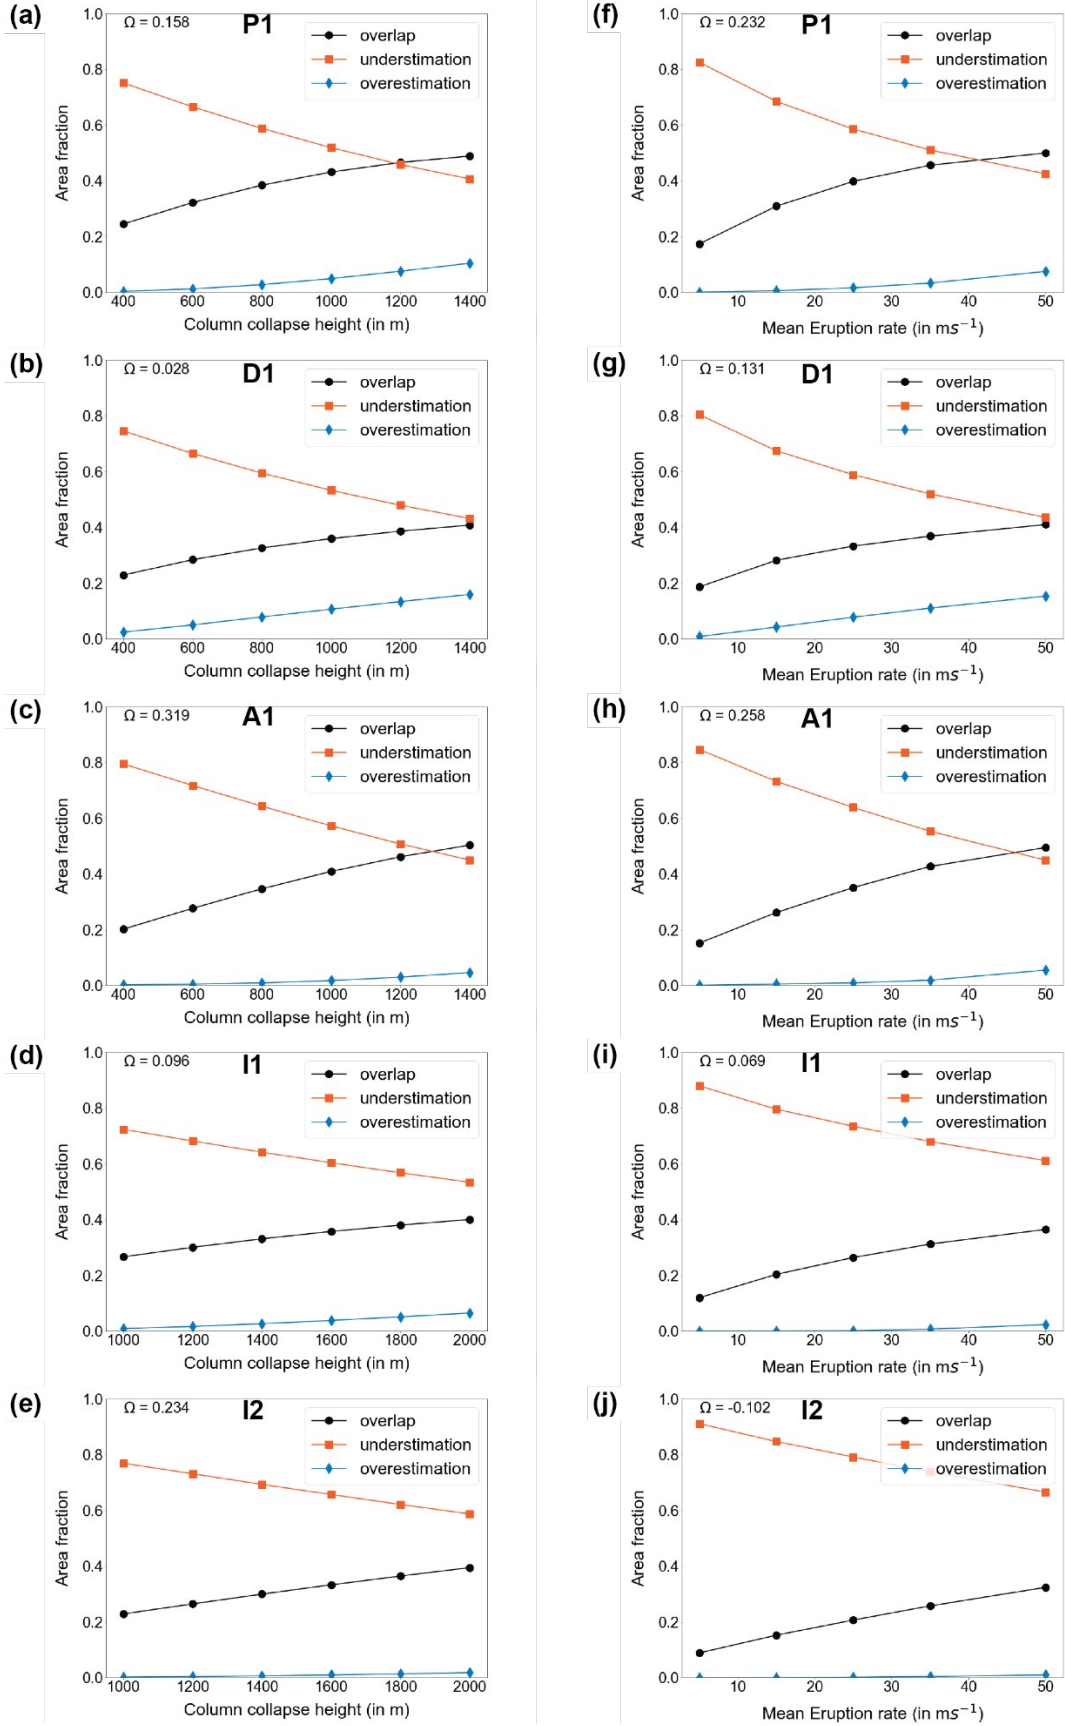 (a)
Ω = 0.158
P1
overlap
understimation
overestimation
1.0
0.8
0.6
0.4
0.2
0.0
Area fraction
400 600 800 1000 1200 1400
Column collapse height (in m)
(f)
Ω = 0.232
P1
overlap
understimation
overestimation
1.0
0.8
0.6
0.4
0.2
0.0
Area fraction
10 20 30 40 50
Mean Eruption rate (in ms⁻¹)
(b)
Ω = 0.028
D1
overlap
understimation
overestimation
1.0
0.8
0.6
0.4
0.2
0.0
Area fraction
400 600 800 1000 1200 1400
Column collapse height (in m)
(g)
Ω = 0.131
D1
overlap
understimation
overestimation
1.0
0.8
0.6
0.4
0.2
0.0
Area fraction
10 20 30 40 50
Mean Eruption rate (in ms⁻¹)
(c)
Ω = 0.319
A1
overlap
understimation
overestimation
1.0
0.8
0.6
0.4
0.2
0.0
Area fraction
400 600 800 1000 1200 1400
Column collapse height (in m)
(h)
Ω = 0.258
A1
overlap
understimation
overestimation
1.0
0.8
0.6
0.4
0.2
0.0
Area fraction
10 20 30 40 50
Mean Eruption rate (in ms⁻¹)
(d)
Ω = 0.096
I1
overlap
understimation
overestimation
1.0
0.8
0.6
0.4
0.2
0.0
Area fraction
1000 1200 1400 1600 1800 2000
Column collapse height (in m)
(i)
Ω = 0.069
I1
overlap
understimation
overestimation
1.0
0.8
0.6
0.4
0.2
0.0
Area fraction
10 20 30 40 50
Mean Eruption rate (in ms⁻¹)
(e)
Ω = 0.234
I2
overlap
understimation
overestimation
1.0
0.8
0.6
0.4
0.2
0.0
Area fraction
1000 1200 1400 1600 1800 2000
Column collapse height (in m)
(j)
Ω = -0.102
I2
overlap
understimation
overestimation
1.0
0.8
0.6
0.4
0.2
0.0
Area fraction
10 20 30 40 50
Mean Eruption rate (in ms⁻¹)